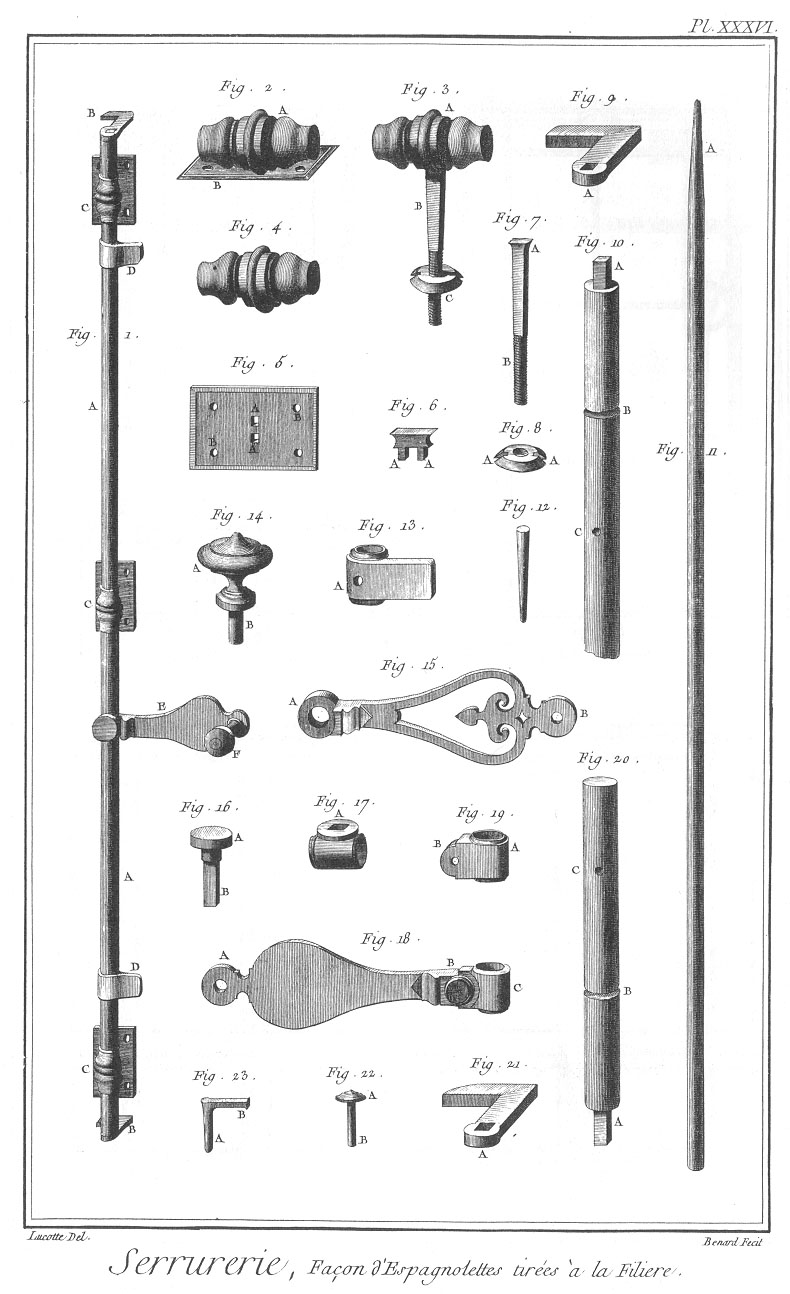 Pl. XXXVI.
Fig. 2.
Fig. 3.
Fig. 9.
B
A
A
A
B
C
B
A
Fig. 4.
B
Fig. 7.
Fig. 10.
D
A
A
C
Fig. 1.
Fig. 5.
B
A
Fig. 6.
B
A
B
Fig. 8.
Fig. 11.
B
A
A
A
A
A
Fig. 14.
Fig. 13.
Fig. 12.
C
A
A
C
B
Fig. 15.
E
A
B
F
Fig. 20.
Fig. 16.
Fig. 17.
Fig. 19.
A
A
B
A
C
A
B
Fig. 18.
A
B
D
C
B
C
Fig. 23.
Fig. 22.
Fig. 21.
A
B
A
B
A
B
A
Lucotte Del.
Benard Fecit
Serrurerie, Façon d'Espagnolettes tirées à la Filiere.